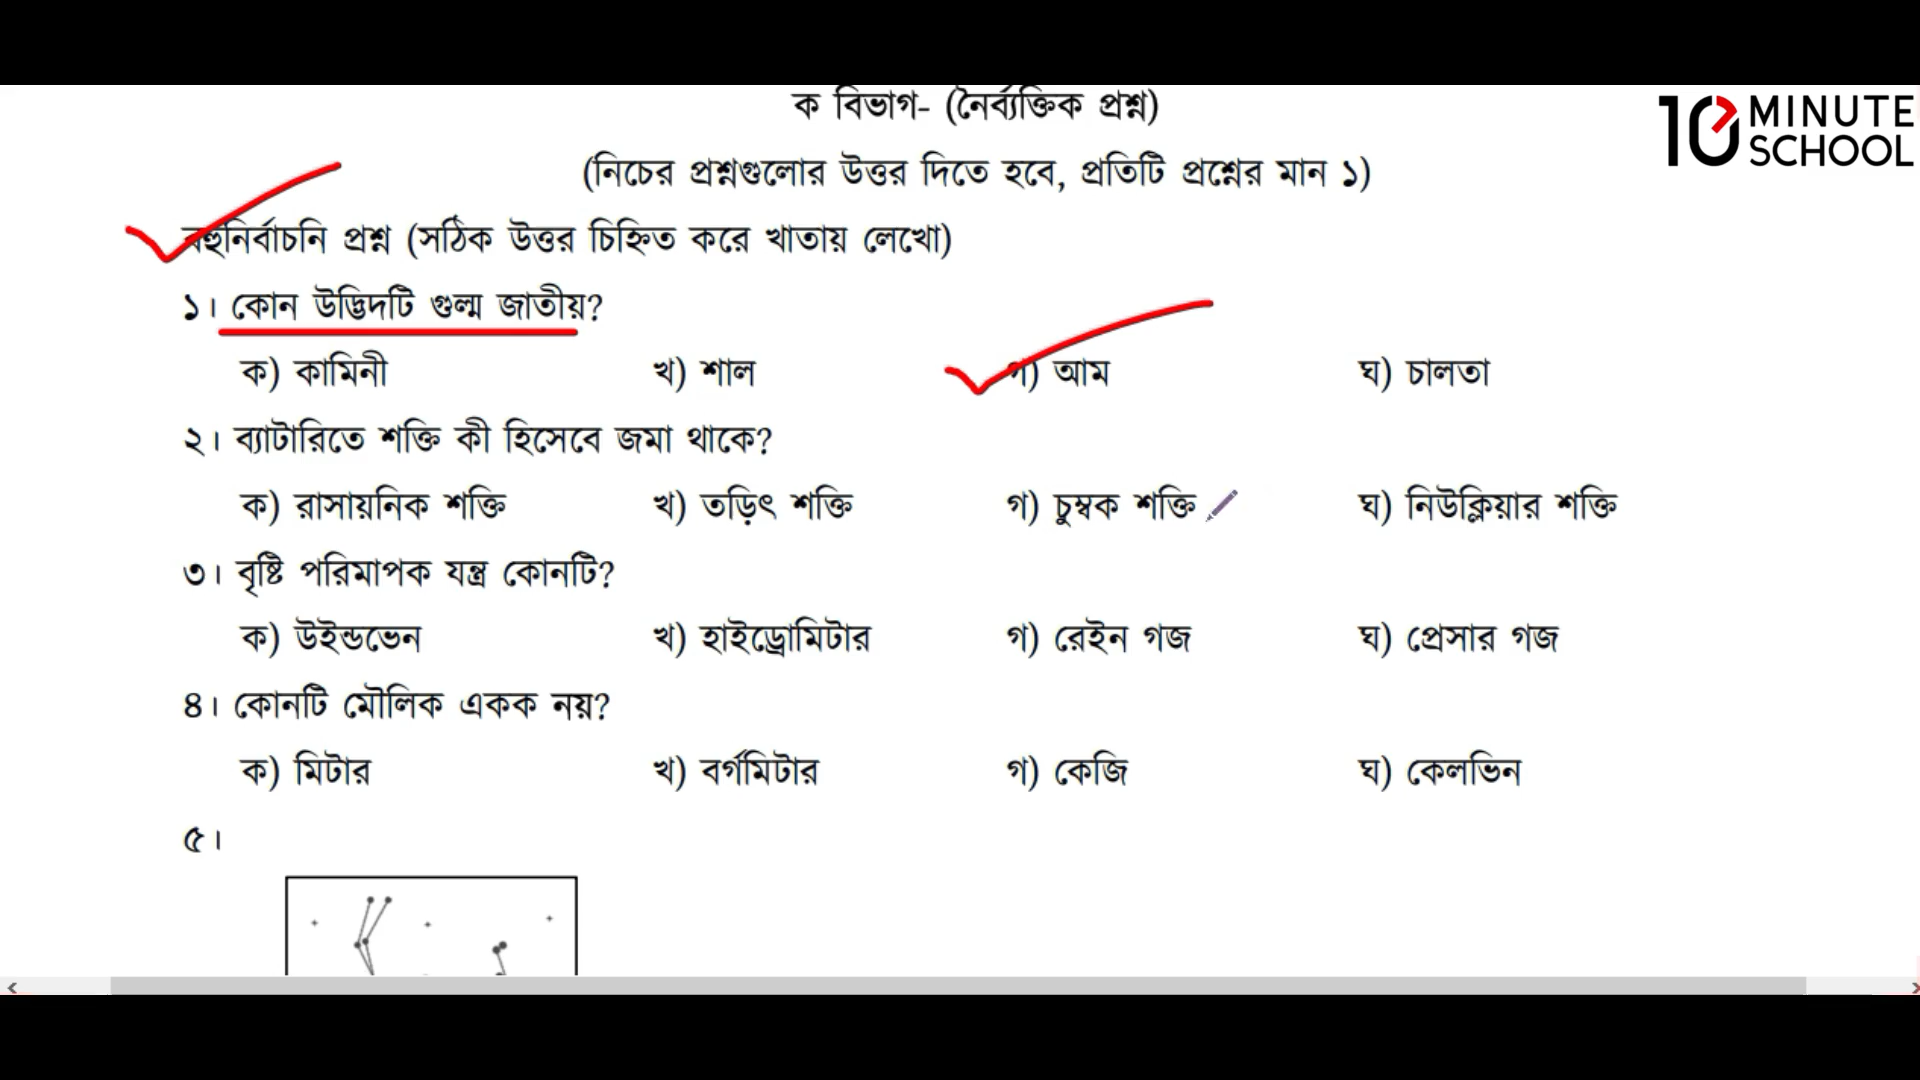 ক বিভাগ- (নৈর্ব্যক্তিক প্রশ্ন)
10 MINUTE SCHOOL
(নিচের প্রশ্নগুলোর উত্তর দিতে হবে, প্রতিটি প্রশ্নের মান ১)
বহুনির্বাচনি প্রশ্ন (সঠিক উত্তর চিহ্নিত করে খাতায় লেখো)
১। কোন উদ্ভিদটি গুল্ম জাতীয়?
ক) কামিনী খ) শাল গ) আম ঘ) চালতা
২। ব্যাটারিতে শক্তি কী হিসেবে জমা থাকে?
ক) রাসায়নিক শক্তি খ) তড়িৎ শক্তি গ) চুম্বক শক্তি ঘ) নিউক্লিয়ার শক্তি
৩। বৃষ্টি পরিমাপক যন্ত্র কোনটি?
ক) উইন্ডভেন খ) হাইড্রোমিটার গ) রেইন গজ ঘ) প্রেসার গজ
৪। কোনটি মৌলিক একক নয়?
ক) মিটার খ) বর্গমিটার গ) কেজি ঘ) কেলভিন
৫।